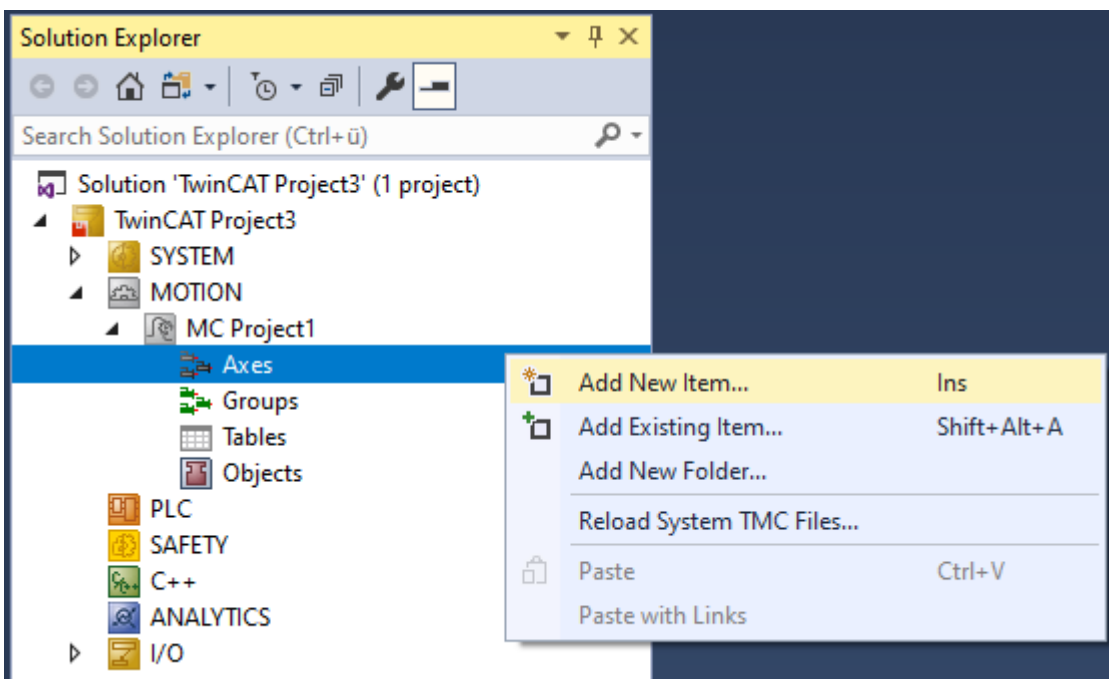 Solution Explorer
Search Solution Explorer (Ctrl+ü)
Solution 'TwinCAT Project3' (1 project)
TwinCAT Project3
SYSTEM
MOTION
MC Project1
Axes
Groups
Tables
Objects
PLC
SAFETY
C++
ANALYTICS
I/O
Add New Item... Ins
Add Existing Item... Shift+Alt+A
Add New Folder...
Reload System TMC Files...
Paste Ctrl+V
Paste with Links